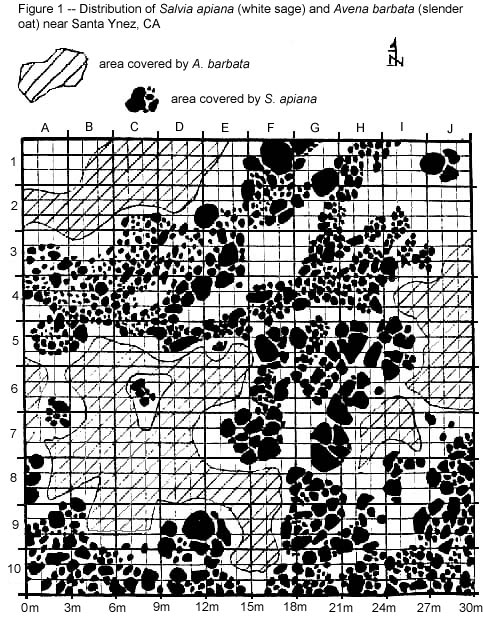 Figure 1 -- Distribution of Salvia apiana (white sage) and Avena barbata (slender
oat) near Santa Ynez, CA
N
area covered by A. barbata
area covered by S. apiana
A B C D E F G H I J
1
2
3
4
5
6
7
8
9
10
0m 3m 6m 9m 12m 15m 18m 21m 24m 27m 30m